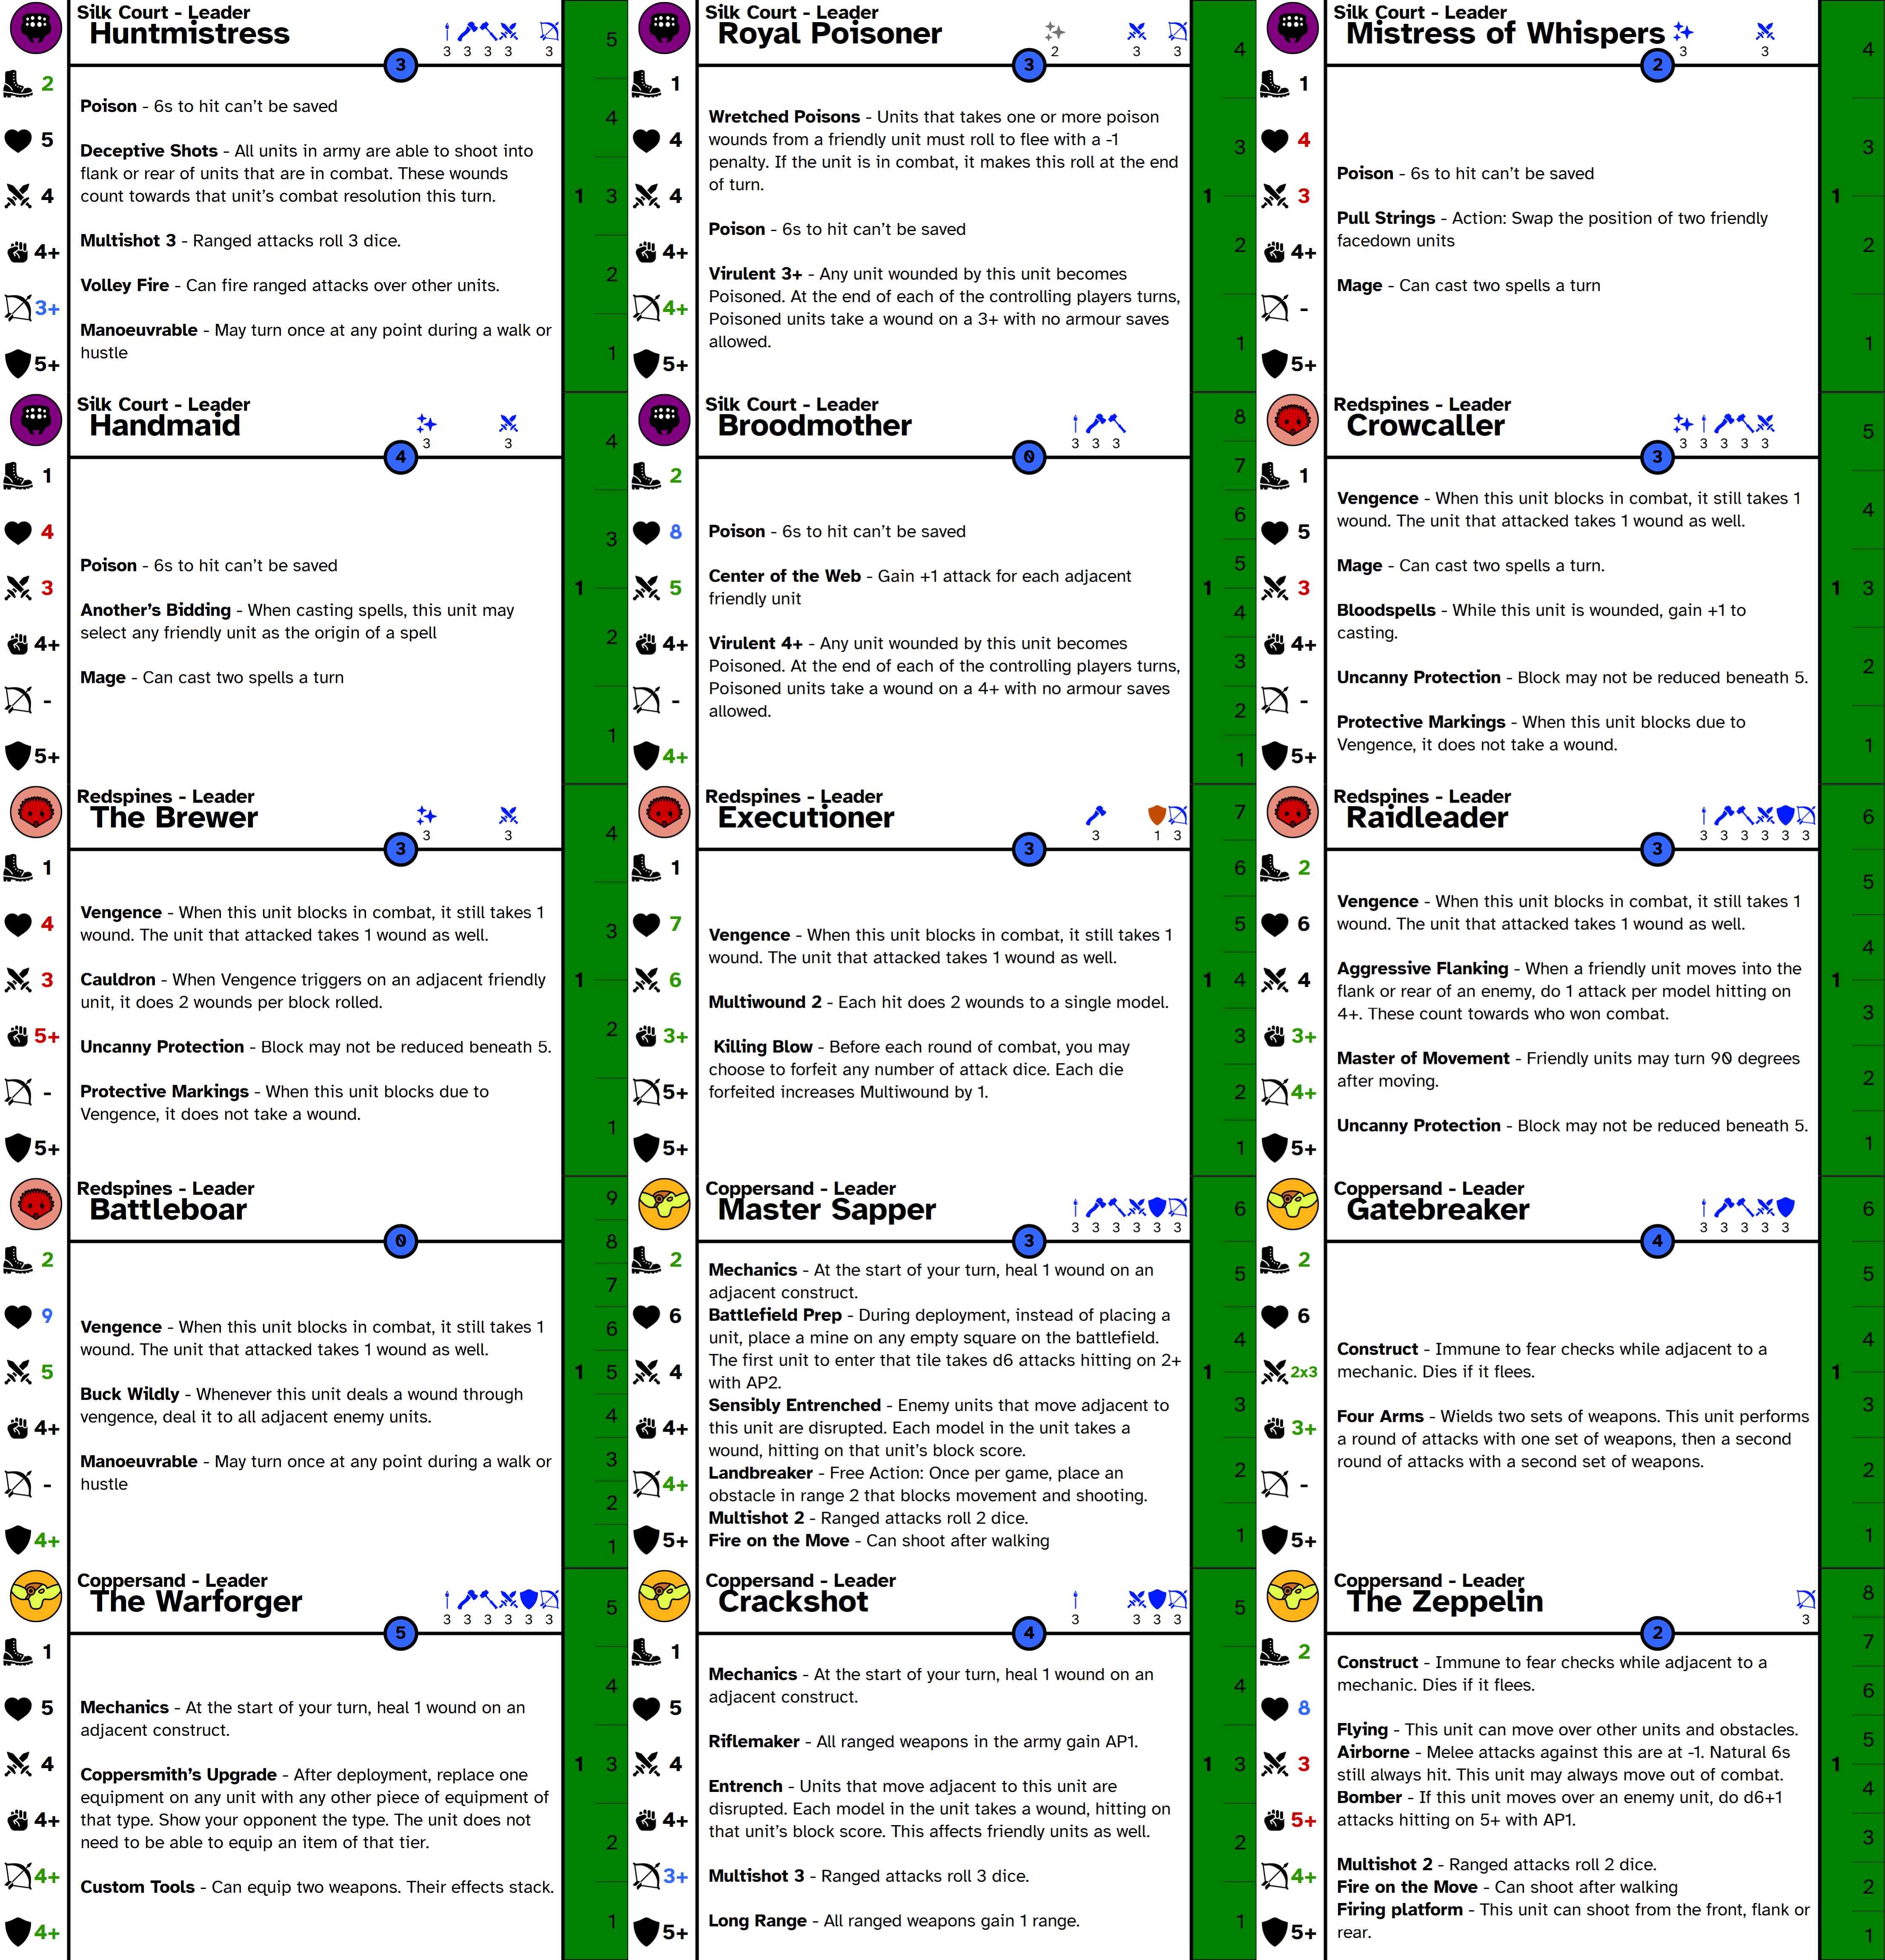 Silk Court - Leader
Huntmistress
3 3 3 3 3
3
2
5
4
4+
3+
5+
Poison - 6s to hit can't be saved
Deceptive Shots - All units in army are able to shoot into
flank or rear of units that are in combat. These wounds
count towards that unit's combat resolution this turn.
Multishot 3 - Ranged attacks roll 3 dice.
Volley Fire - Can fire ranged attacks over other units.
Manoeuvrable - May turn once at any point during a walk or
hustle
1
5
4
3
2
1
Silk Court - Leader
Royal Poisoner
2 3 3
3
1
4
4
4+
4+
5+
Wretched Poisons - Units that takes one or more poison
wounds from a friendly unit must roll to flee with a -1
penalty. If the unit is in combat, it makes this roll at the end
of turn.
Poison - 6s to hit can't be saved
Virulent 3+ - Any unit wounded by this unit becomes
Poisoned. At the end of each of the controlling players turns,
Poisoned units take a wound on a 3+ with no armour saves
allowed.
1
4
3
2
1
Silk Court - Leader
Mistress of Whispers
3 3
2
1
4
3
4+
-
5+
Poison - 6s to hit can't be saved
Pull Strings - Action: Swap the position of two friendly
facedown units
Mage - Can cast two spells a turn
1
4
3
2
1
Silk Court - Leader
Handmaid
3 3
4
1
4
3
4+
-
5+
Poison - 6s to hit can't be saved
Another's Bidding - When casting spells, this unit may
select any friendly unit as the origin of a spell
Mage - Can cast two spells a turn
1
4
3
2
1
Silk Court - Leader
Broodmother
3 3 3
0
2
8
5
4+
-
4+
Poison - 6s to hit can't be saved
Center of the Web - Gain +1 attack for each adjacent
friendly unit
Virulent 4+ - Any unit wounded by this unit becomes
Poisoned. At the end of each of the controlling players turns,
Poisoned units take a wound on a 4+ with no armour saves
allowed.
1
8
7
6
5
4
3
2
1
Redspines - Leader
Crowcaller
3 3 3 3 3
3
1
5
3
4+
-
5+
Vengence - When this unit blocks in combat, it still takes 1
wound. The unit that attacked takes 1 wound as well.
Mage - Can cast two spells a turn.
Bloodspells - While this unit is wounded, gain +1 to
casting.
Uncanny Protection - Block may not be reduced beneath 5.
Protective Markings - When this unit blocks due to
Vengence, it does not take a wound.
1
5
4
3
2
1
Redspines - Leader
The Brewer
3 3
3
1
4
3
5+
-
5+
Vengence - When this unit blocks in combat, it still takes 1
wound. The unit that attacked takes 1 wound as well.
Cauldron - When Vengence triggers on an adjacent friendly
unit, it does 2 wounds per block rolled.
Uncanny Protection - Block may not be reduced beneath 5.
Protective Markings - When this unit blocks due to
Vengence, it does not take a wound.
1
4
3
2
1
Redspines - Leader
Executioner
3 1 3
3
1
7
6
3+
5+
5+
Vengence - When this unit blocks in combat, it still takes 1
wound. The unit that attacked takes 1 wound as well.
Multiwound 2 - Each hit does 2 wounds to a single model.
Killing Blow - Before each round of combat, you may
choose to forfeit any number of attack dice. Each die
forfeited increases Multiwound by 1.
1
7
6
5
4
3
2
1
Redspines - Leader
Raidleader
3 3 3 3 3 3
3
2
6
4
3+
4+
5+
Vengence - When this unit blocks in combat, it still takes 1
wound. The unit that attacked takes 1 wound as well.
Aggressive Flanking - When a friendly unit moves into the
flank or rear of an enemy, do 1 attack per model hitting on
4+. These count towards who won combat.
Master of Movement - Friendly units may turn 90 degrees
after moving.
Uncanny Protection - Block may not be reduced beneath 5.
1
6
5
4
3
2
1
Redspines - Leader
Battleboar
0
2
9
5
4+
-
4+
Vengence - When this unit blocks in combat, it still takes 1
wound. The unit that attacked takes 1 wound as well.
Buck Wildly - Whenever this unit deals a wound through
vengence, deal it to all adjacent enemy units.
Manoeuvrable - May turn once at any point during a walk or
hustle
1
9
8
7
6
5
4
3
2
1
Coppersand - Leader
Master Sapper
3 3 3 3 3 3
3
2
6
4
4+
4+
5+
Mechanics - At the start of your turn, heal 1 wound on an
adjacent construct.
Battlefield Prep - During deployment, instead of placing a
unit, place a mine on any empty square on the battlefield.
The first unit to enter that tile takes d6 attacks hitting on 2+
with AP2.
Sensibly Entrenched - Enemy units that move adjacent to
this unit are disrupted. Each model in the unit takes a
wound, hitting on that unit's block score.
Landbreaker - Free Action: Once per game, place an
obstacle in range 2 that blocks movement and shooting.
Multishot 2 - Ranged attacks roll 2 dice.
Fire on the Move - Can shoot after walking
1
6
5
4
3
2
1
Coppersand - Leader
Gatebreaker
3 3 3 3 3
4
2
6
2x3
3+
-
5+
Construct - Immune to fear checks while adjacent to a
mechanic. Dies if it flees.
Four Arms - Wields two sets of weapons. This unit performs
a round of attacks with one set of weapons, then a second
round of attacks with a second set of weapons.
1
6
5
4
3
2
1
Coppersand - Leader
The Warforger
3 3 3 3 3 3
5
1
5
4
4+
4+
4+
Mechanics - At the start of your turn, heal 1 wound on an
adjacent construct.
Coppersmith's Upgrade - After deployment, replace one
equipment on any unit with any other piece of equipment of
that type. Show your opponent the type. The unit does not
need to be able to equip an item of that tier.
Custom Tools - Can equip two weapons. Their effects stack.
1
5
4
3
2
1
Coppersand - Leader
Crackshot
3 3 3 3
4
1
5
4
4+
3+
5+
Mechanics - At the start of your turn, heal 1 wound on an
adjacent construct.
Riflemaker - All ranged weapons in the army gain AP1.
Entrench - Units that move adjacent to this unit are
disrupted. Each model in the unit takes a wound, hitting on
that unit's block score. This affects friendly units as well.
Multishot 3 - Ranged attacks roll 3 dice.
Long Range - All ranged weapons gain 1 range.
1
5
4
3
2
1
Coppersand - Leader
The Zeppelin
3
2
2
8
3
5+
4+
5+
Construct - Immune to fear checks while adjacent to a
mechanic. Dies if it flees.
Flying - This unit can move over other units and obstacles.
Airborne - Melee attacks against this are at -1. Natural 6s
still always hit. This unit may always move out of combat.
Bomber - If this unit moves over an enemy unit, do d6+1
attacks hitting on 5+ with AP1.
Multishot 2 - Ranged attacks roll 2 dice.
Fire on the Move - Can shoot after walking
Firing platform - This unit can shoot from the front, flank or
rear.
1
8
7
6
5
4
3
2
1